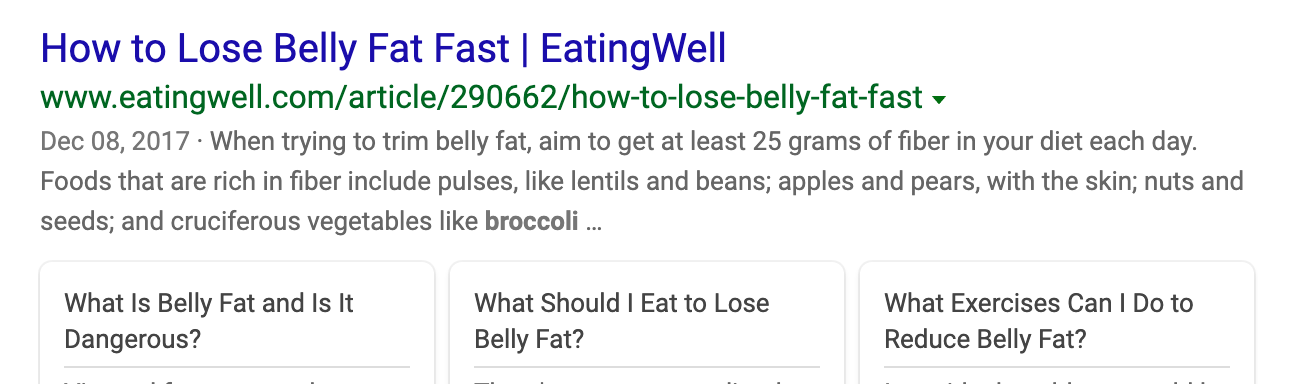 How to Lose Belly Fat Fast | EatingWell
www.eatingwell.com/article/290662/how-to-lose-belly-fat-fast
Dec 08, 2017 · When trying to trim belly fat, aim to get at least 25 grams of fiber in your diet each day.
Foods that are rich in fiber include pulses, like lentils and beans; apples and pears, with the skin; nuts and
seeds; and cruciferous vegetables like broccoli ...
What Is Belly Fat and Is It
Dangerous?
What Should I Eat to Lose
Belly Fat?
What Exercises Can I Do to
Reduce Belly Fat?